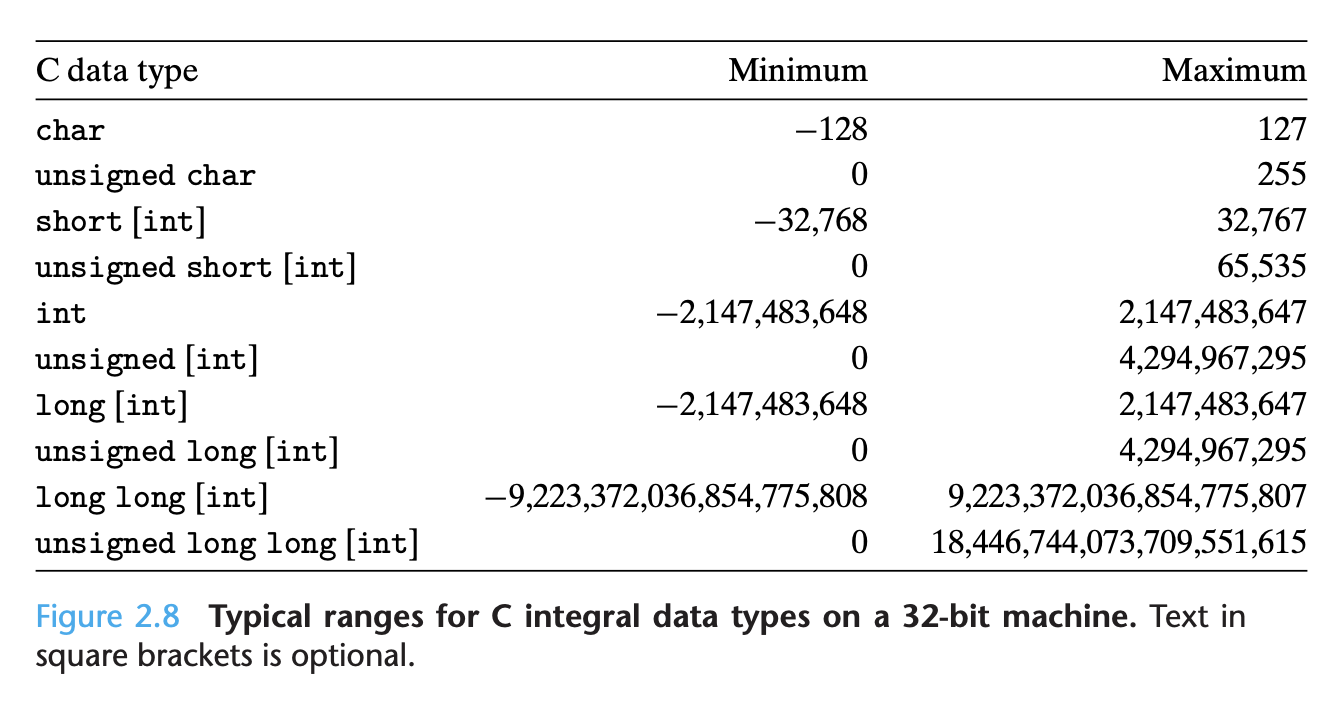 C data type Minimum Maximum
char −128 127
unsigned char 0 255
short [int] −32,768 32,767
unsigned short [int] 0 65,535
int −2,147,483,648 2,147,483,647
unsigned [int] 0 4,294,967,295
long [int] −2,147,483,648 2,147,483,647
unsigned long [int] 0 4,294,967,295
long long [int] −9,223,372,036,854,775,808 9,223,372,036,854,775,807
unsigned long long [int] 0 18,446,744,073,709,551,615
Figure 2.8 Typical ranges for C integral data types on a 32-bit machine. Text in
square brackets is optional.